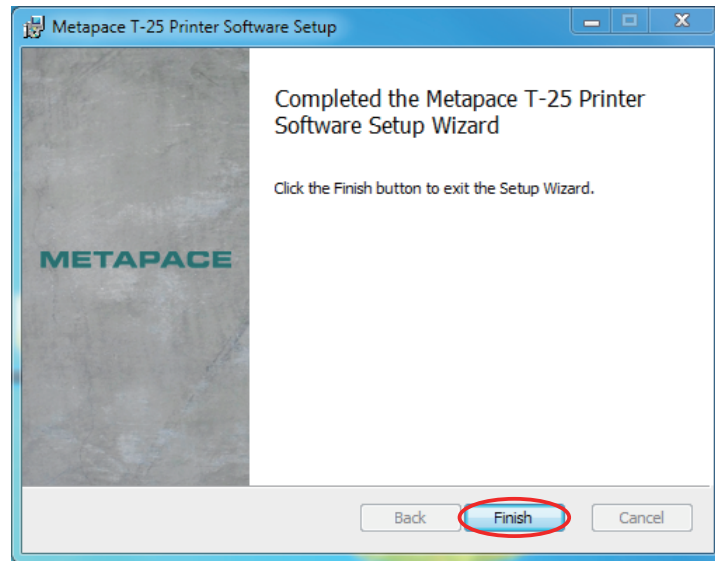 Metapace T-25 Printer Software Setup
Completed the Metapace T-25 Printer
Software Setup Wizard
Click the Finish button to exit the Setup Wizard.
METAPACE
Back Finish Cancel